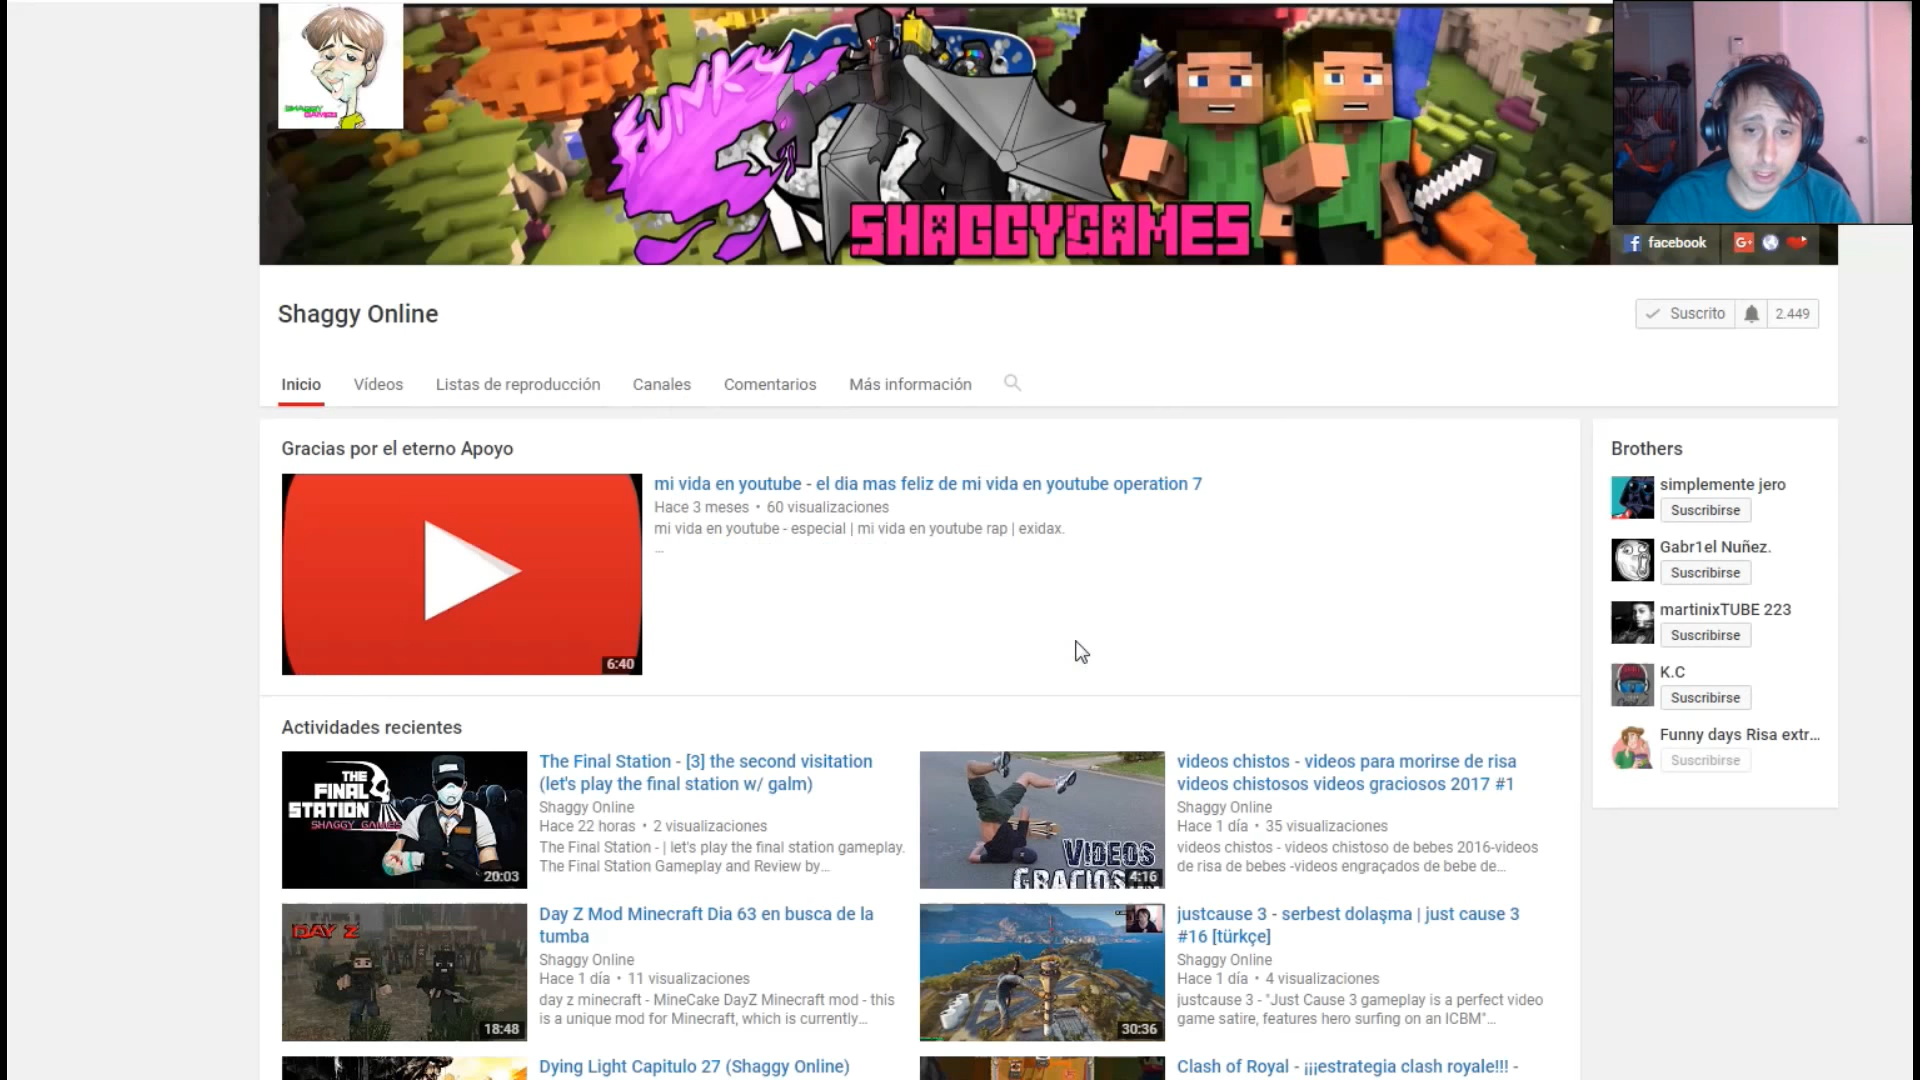 SHAGGY
GAMES
FUNKY
SHAGGYGAMES
facebook
G+
Shaggy Online
Suscrito
2.449
Inicio
Vídeos
Listas de reproducción
Canales
Comentarios
Más información
Gracias por el eterno Apoyo
6:40
mi vida en youtube - el dia mas feliz de mi vida en youtube operation 7
Hace 3 meses • 60 visualizaciones
mi vida en youtube - especial | mi vida en youtube rap | exidax.
...
Actividades recientes
THE
FINAL
STATION
SHAGGY GAMES
20:03
The Final Station - [3] the second visitation
(let's play the final station w/ galm)
Shaggy Online
Hace 22 horas • 2 visualizaciones
The Final Station - | let's play the final station gameplay.
The Final Station Gameplay and Review by...
VIDEOS
GRACIOS
4:16
videos chistos - videos para morirse de risa
videos chistosos videos graciosos 2017 #1
Shaggy Online
Hace 1 día • 35 visualizaciones
videos chistos - videos chistoso de bebes 2016-videos
de risa de bebes -videos engraçados de bebe de...
DAY Z
18:48
Day Z Mod Minecraft Dia 63 en busca de la
tumba
Shaggy Online
Hace 1 día • 11 visualizaciones
day z minecraft - MineCake DayZ Minecraft mod - this
is a unique mod for Minecraft, which is currently...
30:36
justcause 3 - serbest dolaşma | just cause 3
#16 [türkçe]
Shaggy Online
Hace 1 día • 4 visualizaciones
justcause 3 - "Just Cause 3 gameplay is a perfect video
game satire, features hero surfing on an ICBM"...
Dying Light Capitulo 27 (Shaggy Online)
Clash of Royal - ¡¡¡estrategia clash royale!!! -
Brothers
simplemente jero
Suscribirse
Gabr1el Nuñez.
Suscribirse
martinixTUBE 223
Suscribirse
K.C
Suscribirse
Funny days Risa extr...
Suscribirse